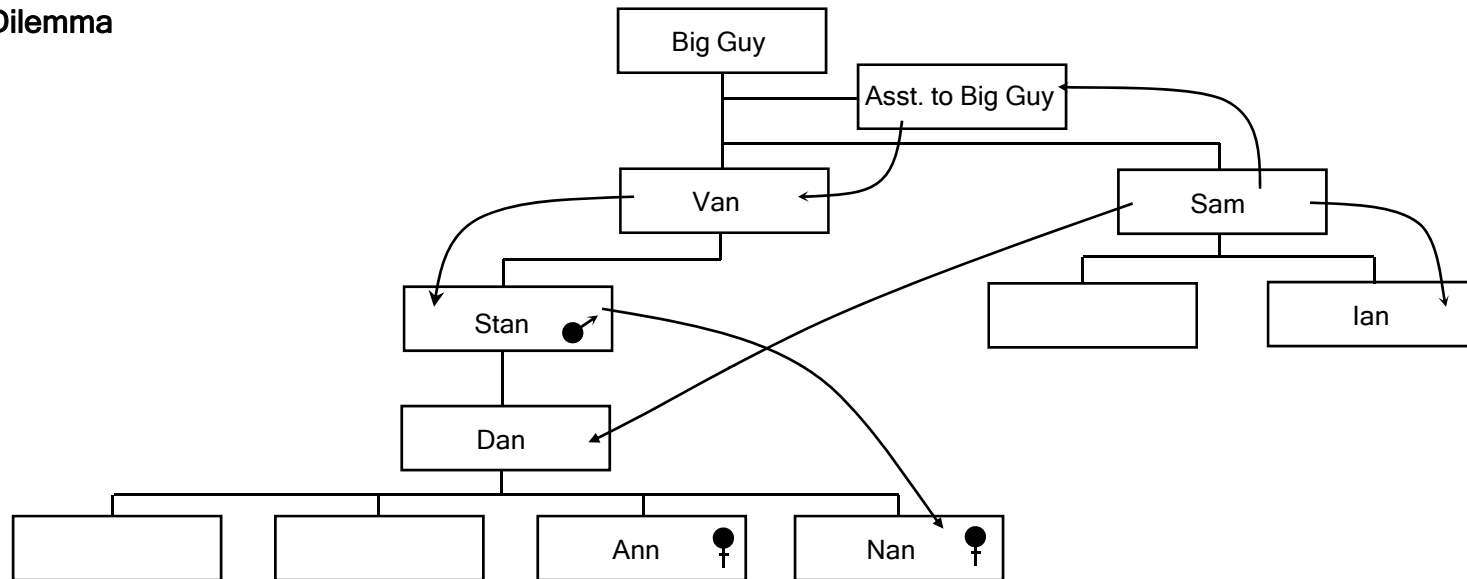 Dilemma
Big Guy
Asst. to Big Guy
Van
Sam
Stan
Ian
Dan
Ann
Nan